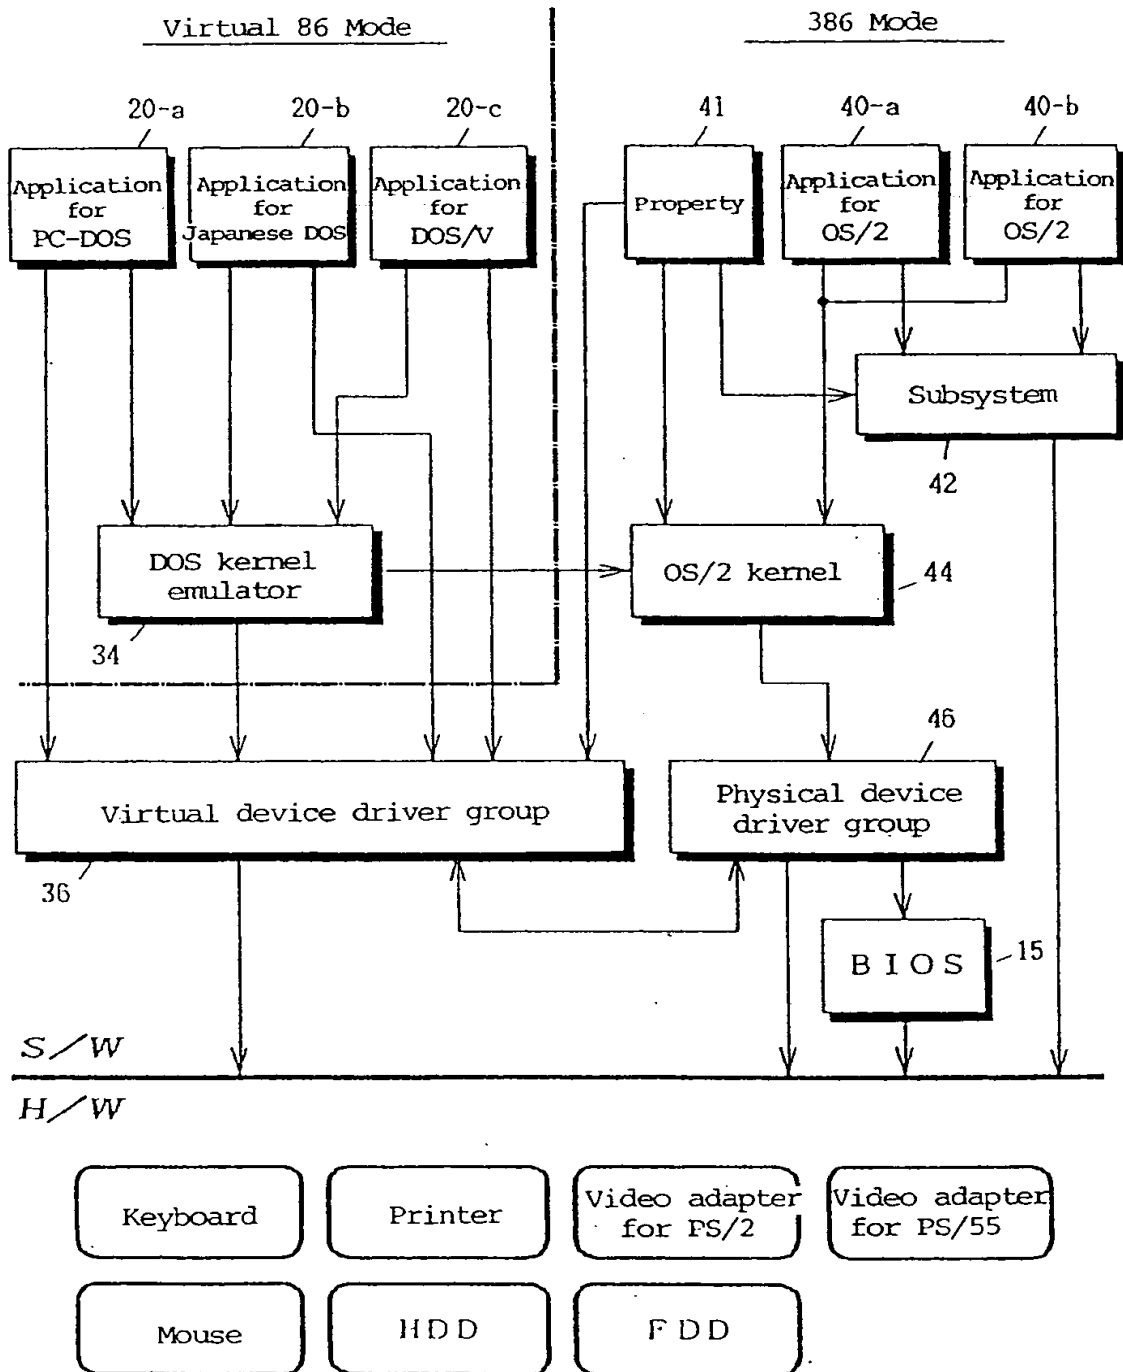 Virtual 86 Mode
386 Mode
20-a
20-b
20-c
41
40-a
40-b
Application
for
PC-DOS
Application
for
Japanese DOS
Application
for
DOS/V
Property
Application
for
OS/2
Application
for
OS/2
Subsystem
42
DOS kernel
emulator
34
OS/2 kernel
44
46
Virtual device driver group
36
Physical device
driver group
BIOS
15
S/W
H/W
Keyboard
Printer
Video adapter
for PS/2
Video adapter
for PS/55
Mouse
HDD
FDD